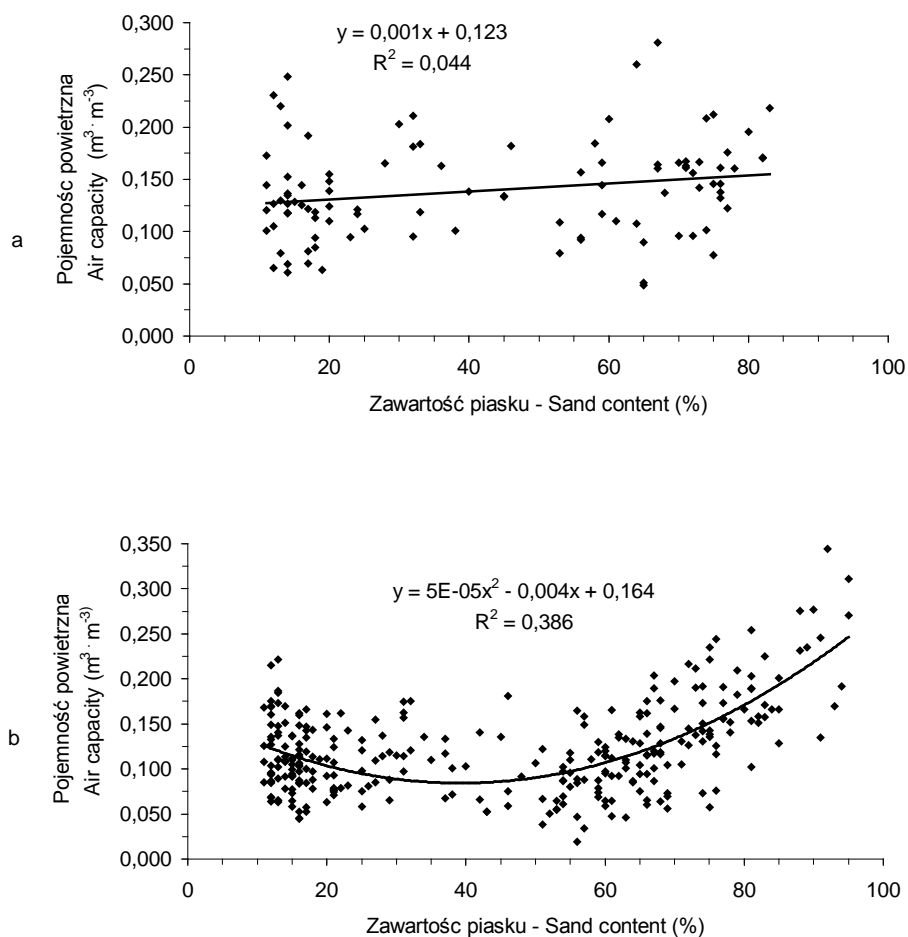 y = 0,001x + 0,123
R² = 0,044
0,300
0,250
0,200
0,150
0,100
0,050
0,000
Pojemność powietrzna
Air capacity (m³· m⁻³)
a
0 20 40 60 80 100
Zawartość piasku - Sand content (%)
y = 5E-05x² - 0,004x + 0,164
R² = 0,386
0,350
0,300
0,250
0,200
0,150
0,100
0,050
0,000
Pojemność powietrzna
Air capacity (m³· m⁻³⁾
b
0 20 40 60 80 100
Zawartość piasku - Sand content (%)